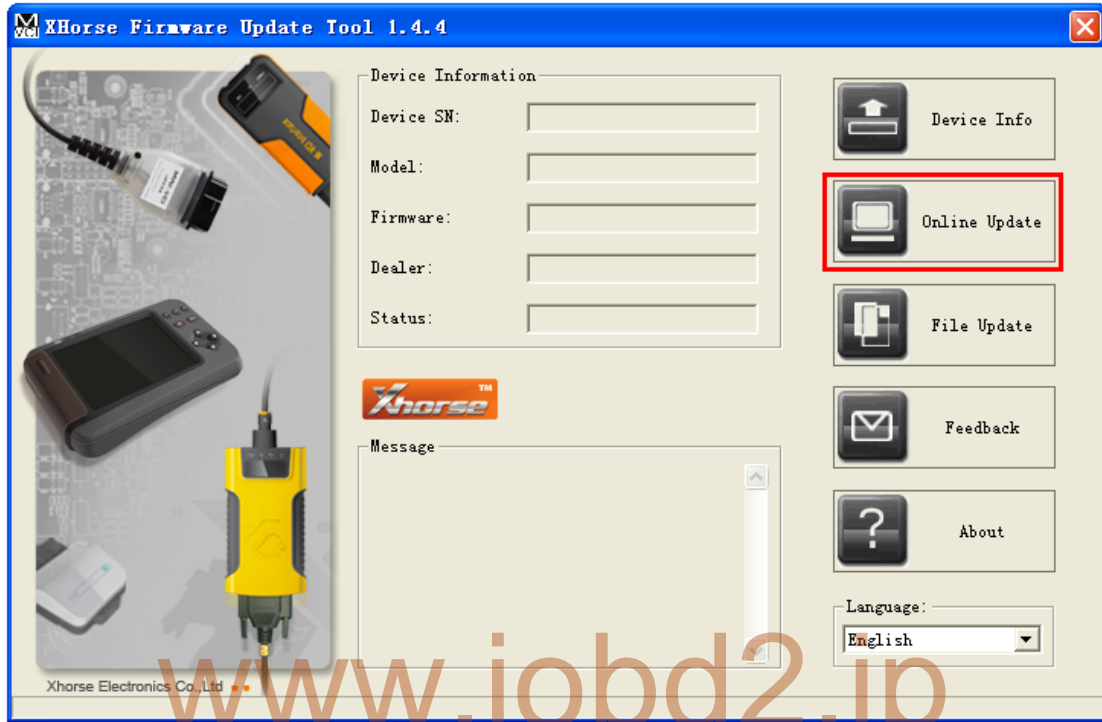 XHorse Firmware Update Tool 1.4.4
Device Information
Device SN:
Model:
Firmware:
Dealer:
Status:
Xhorse™
Message
Device Info
Online Update
File Update
Feedback
About
Language:
English
Xhorse Electronics Co.,Ltd
www.iobd2.jp